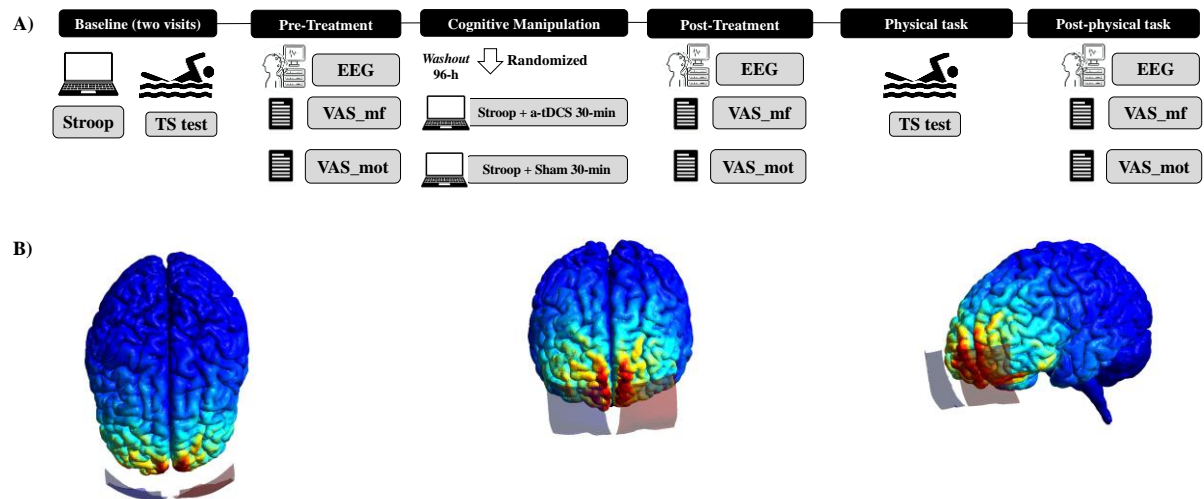 A)
Baseline (two visits)
Pre-Treatment
Cognitive Manipulation
Post-Treatment
Physical task
Post-physical task
Stroop
TS test
EEG
VAS_mf
VAS_mot
Washout
96-h
Randomized
Stroop + a-tDCS 30-min
Stroop + Sham 30-min
EEG
VAS_mf
VAS_mot
TS test
EEG
VAS_mf
VAS_mot
B)